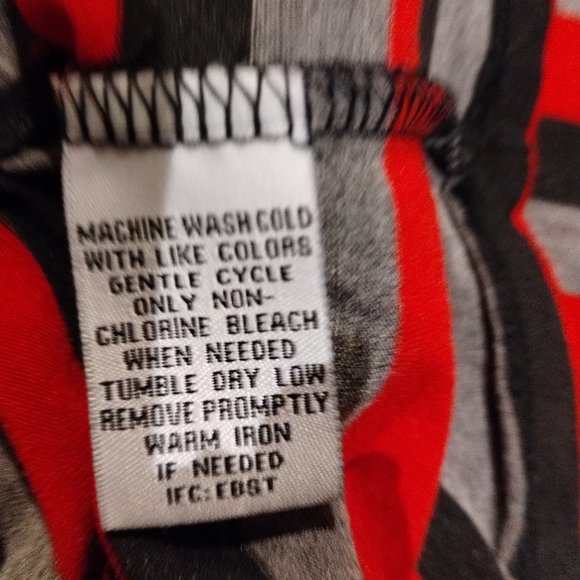 MACHINE WASH COLD
WITH LIKE COLORS
GENTLE CYCLE
ONLY NON-
CHLORINE BLEACH
WHEN NEEDED
TUMBLE DRY LOW
REMOVE PROMPTLY
WARM IRON
IF NEEDED
IFC: EDST